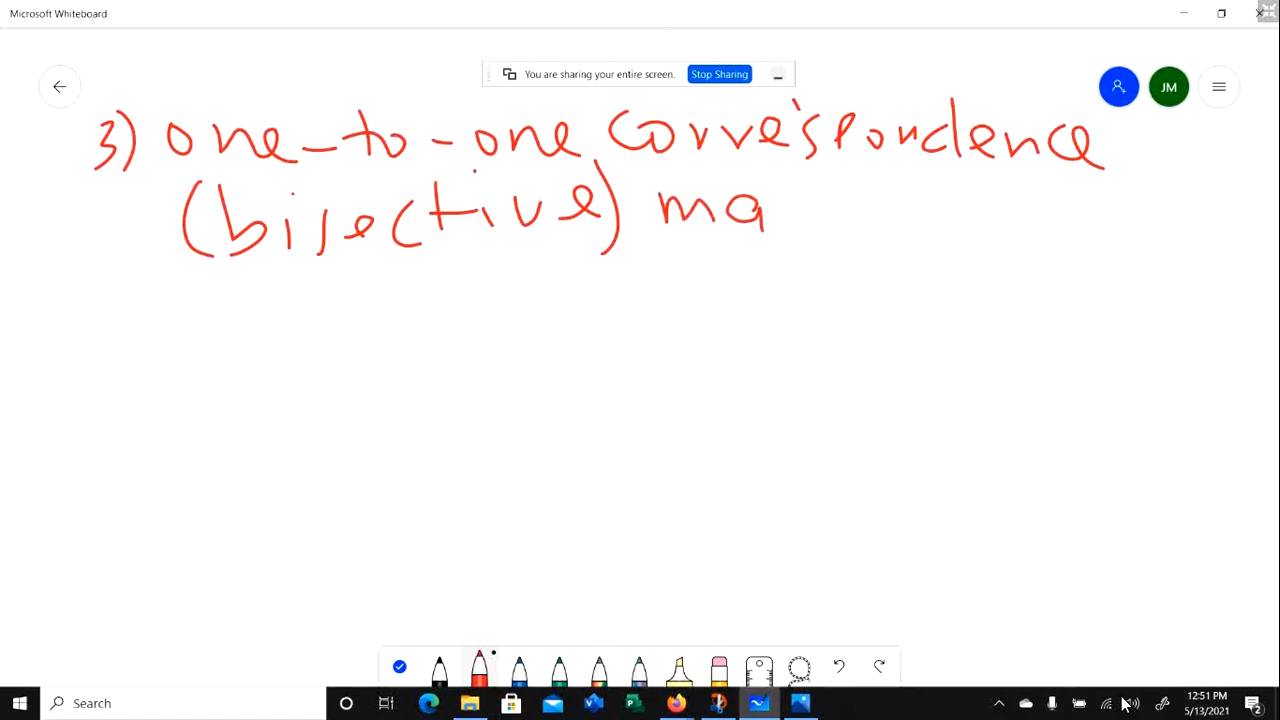 Microsoft Whiteboard
You are sharing your entire screen. Stop Sharing
JM
3) one-to-one correspondence
(bijective) ma
Search
12:51 PM
5/13/2021
2